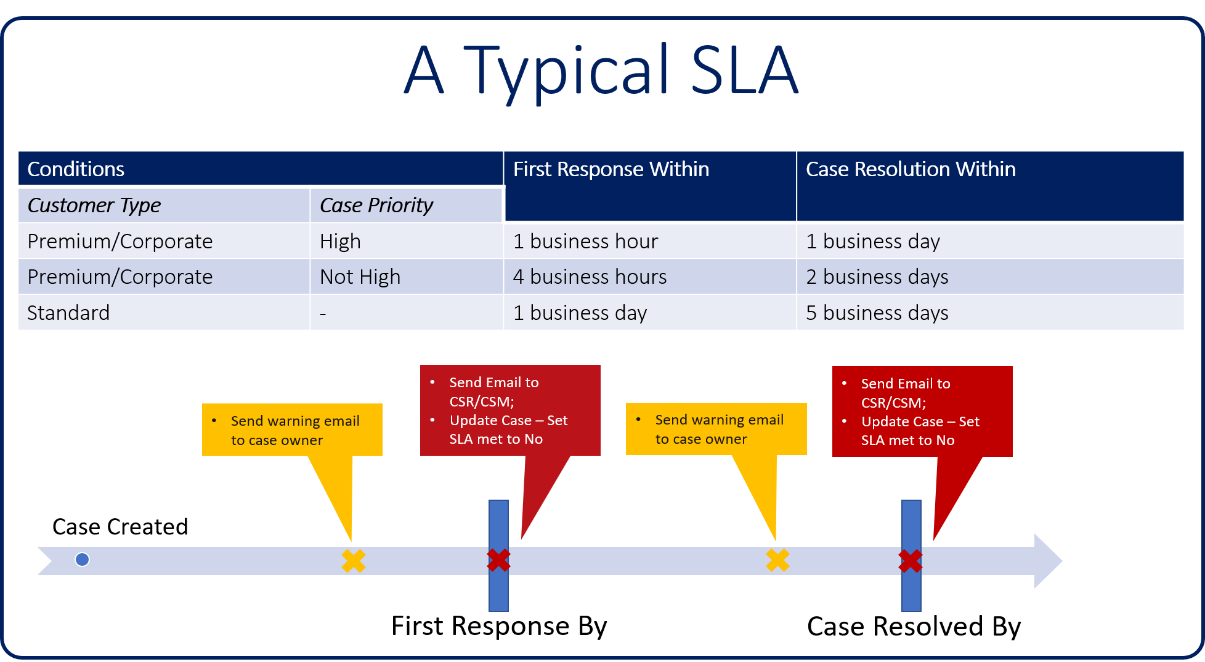 A Typical SLA
Conditions First Response Within Case Resolution Within
Customer Type Case Priority
Premium/Corporate High 1 business hour 1 business day
Premium/Corporate Not High 4 business hours 2 business days
Standard - 1 business day 5 business days
• Send warning email
to case owner
• Send Email to
CSR/CSM;
• Update Case – Set
SLA met to No
• Send warning email
to case owner
• Send Email to
CSR/CSM;
• Update Case – Set
SLA met to No
Case Created
First Response By
Case Resolved By